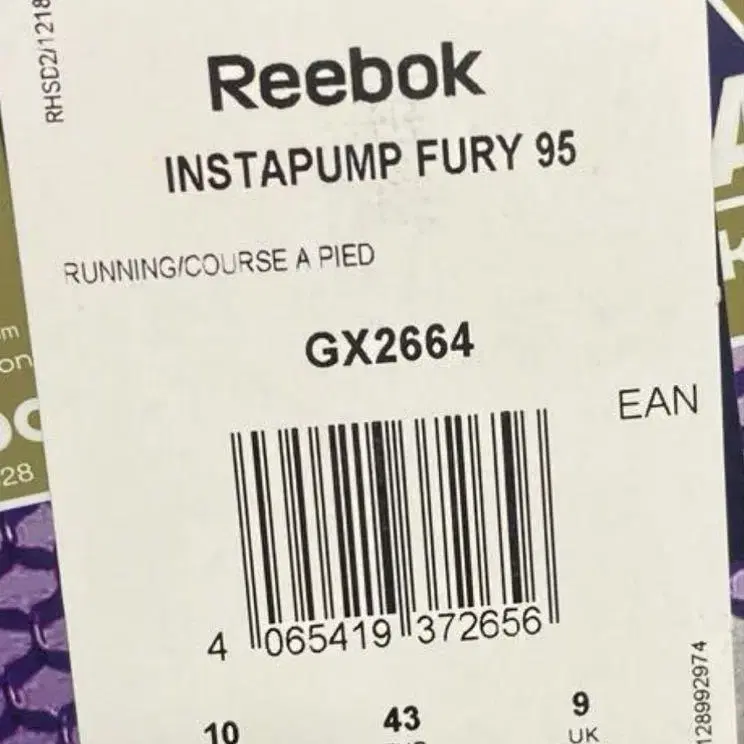 RHSD2/1218
Reebok
INSTAPUMP FURY 95
RUNNING/COURSE A PIED
GX2664
EAN
4 065419 372656
10 43 9
UK
128992974
28